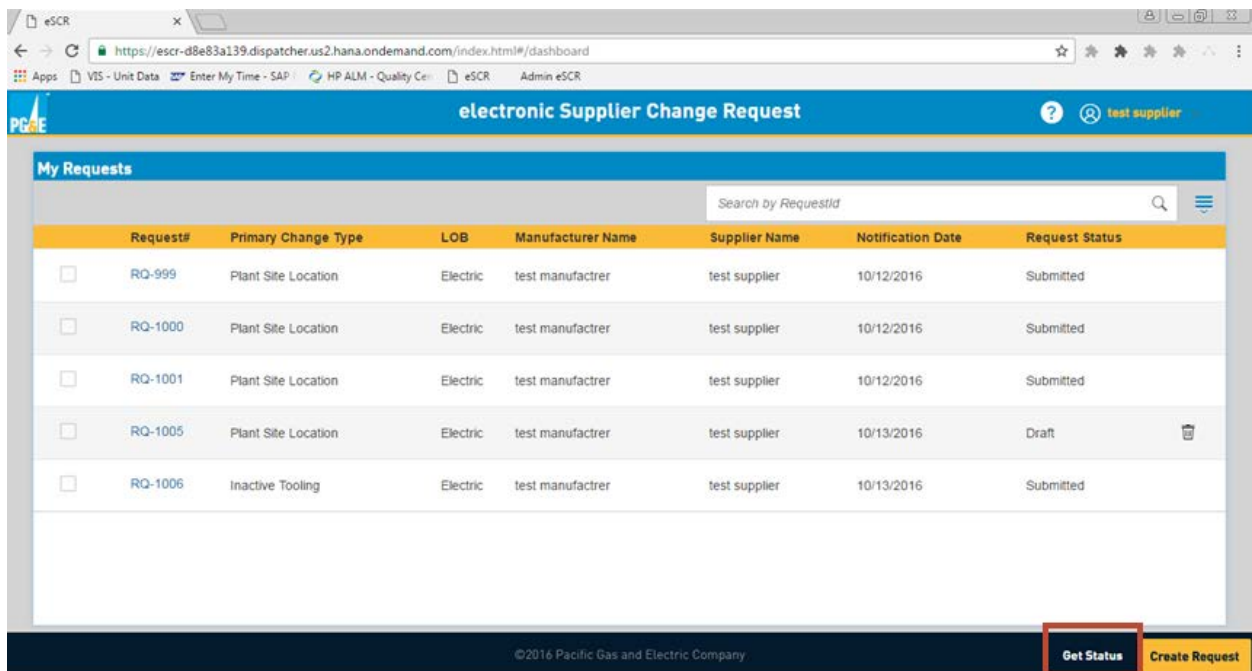 eSCR
https://escr-d8e83a139.dispatcher.us2.hana.ondemand.com/index.html#/dashboard
Apps VIS - Unit Data Enter My Time - SAP HP ALM - Quality Cen eSCR Admin eSCR
PG&E electronic Supplier Change Request ? test supplier
My Requests
Search by RequestId
Request# Primary Change Type LOB Manufacturer Name Supplier Name Notification Date Request Status
RQ-999 Plant Site Location Electric test manufactrer test supplier 10/12/2016 Submitted
RQ-1000 Plant Site Location Electric test manufactrer test supplier 10/12/2016 Submitted
RQ-1001 Plant Site Location Electric test manufactrer test supplier 10/12/2016 Submitted
RQ-1005 Plant Site Location Electric test manufactrer test supplier 10/13/2016 Draft
RQ-1006 Inactive Tooling Electric test manufactrer test supplier 10/13/2016 Submitted
©2016 Pacific Gas and Electric Company Get Status Create Request